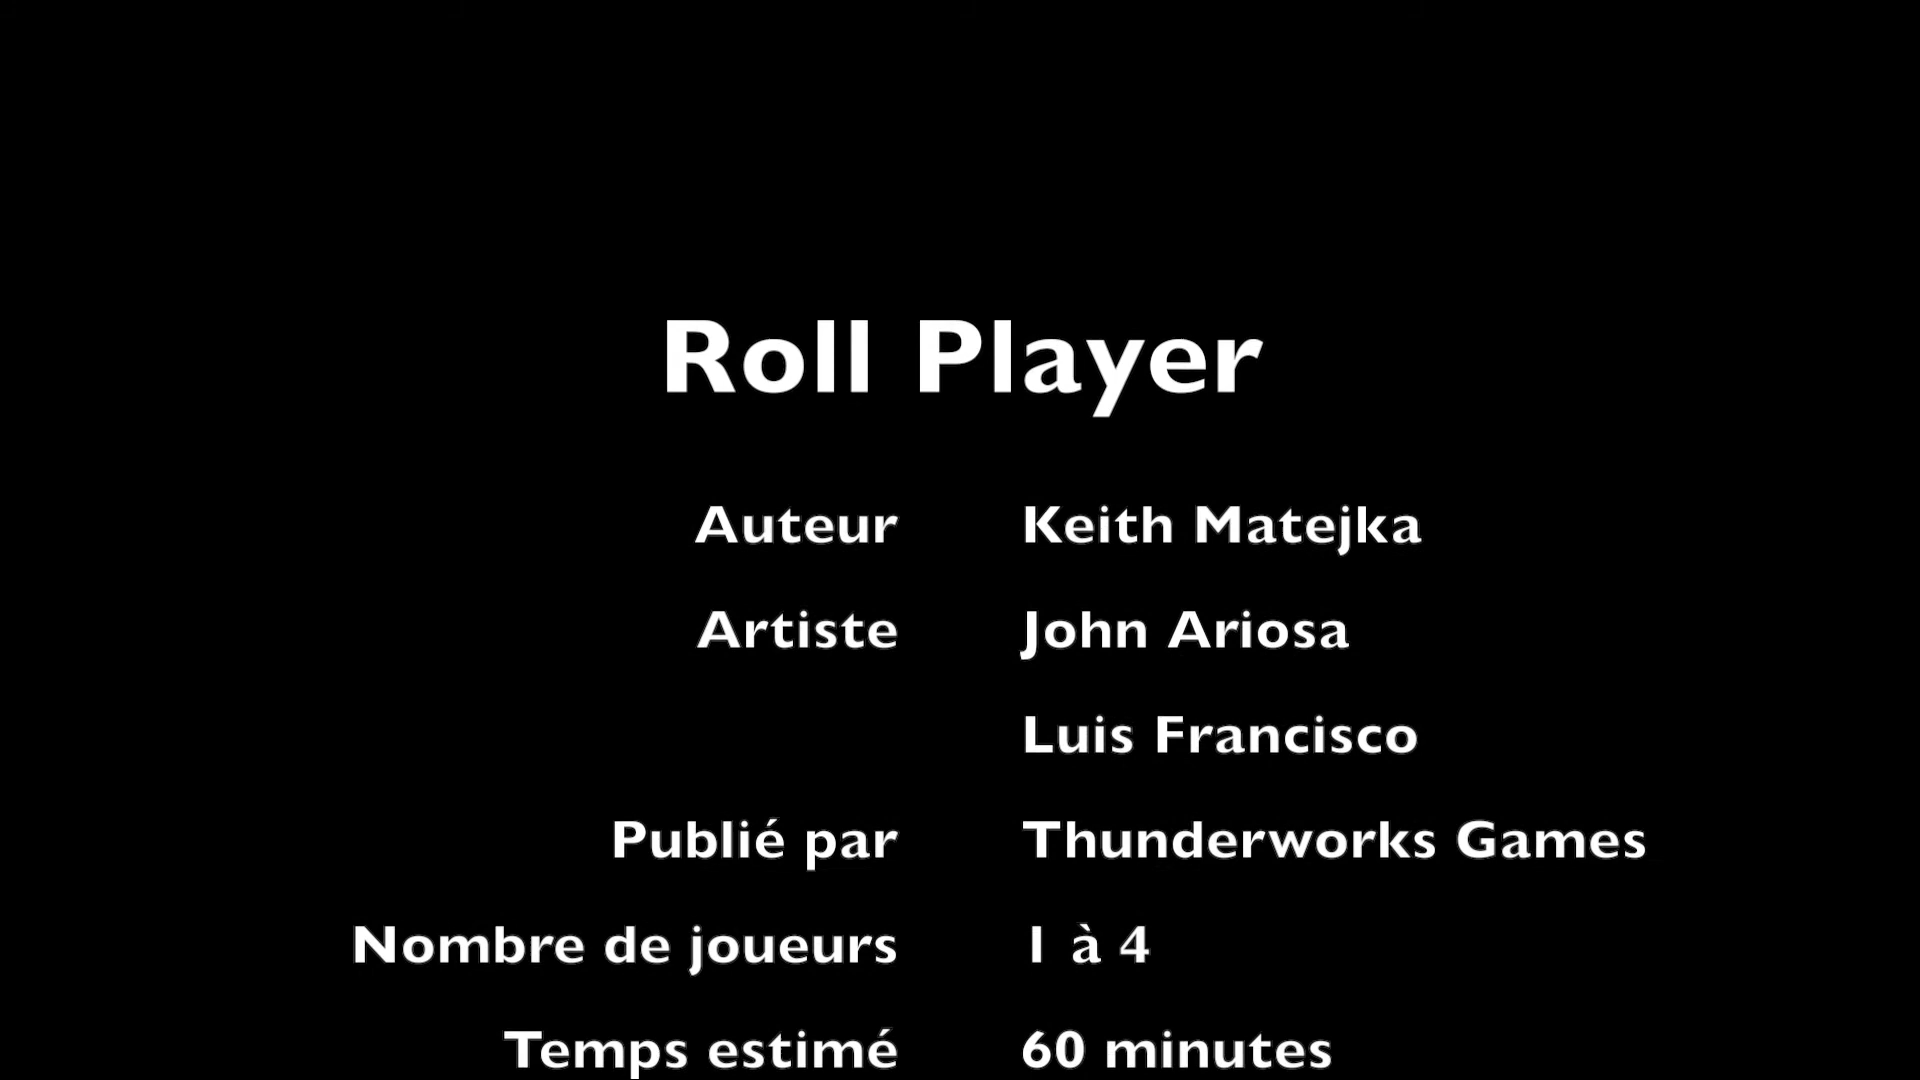 Roll Player
Auteur Keith Matejka
Artiste John Ariosa
Luis Francisco
Publié par Thunderworks Games
Nombre de joueurs 1 à 4
Temps estimé 60 minutes